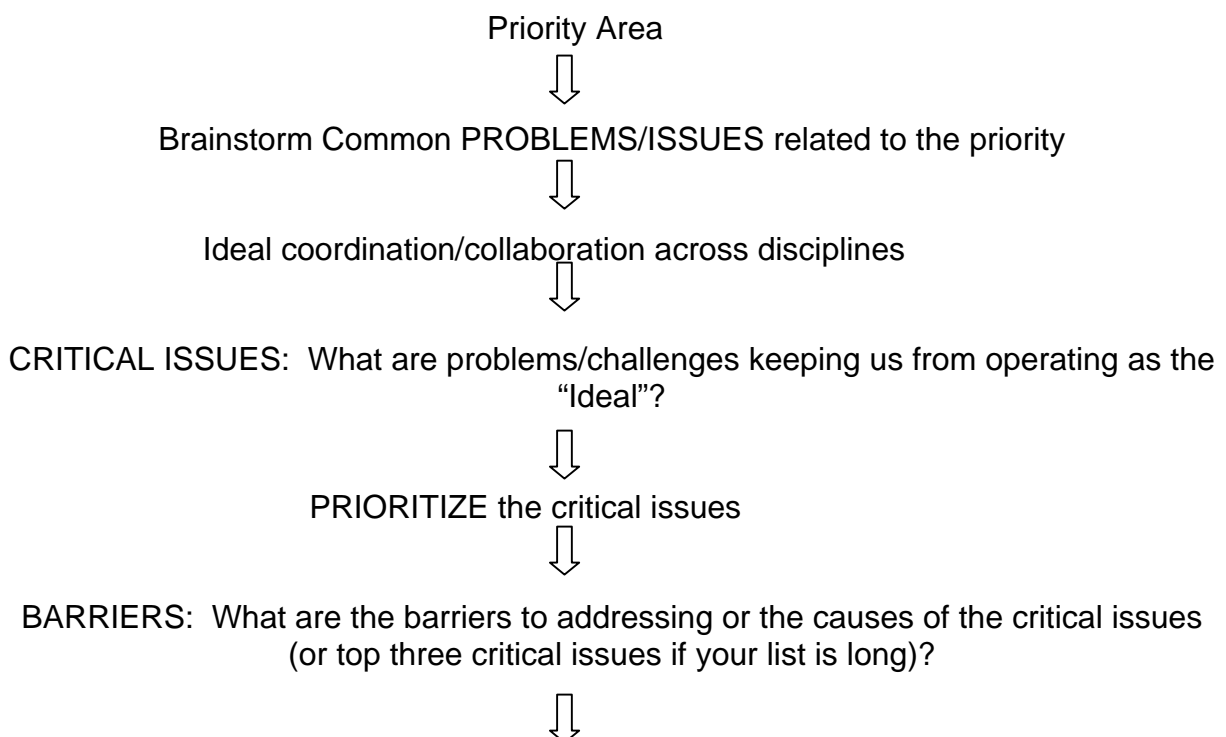 Priority Area
Brainstorm Common PROBLEMS/ISSUES related to the priority
Ideal coordination/collaboration across disciplines
CRITICAL ISSUES:  What are problems/challenges keeping us from operating as the
“Ideal”?
PRIORITIZE the critical issues
BARRIERS:  What are the barriers to addressing or the causes of the critical issues
(or top three critical issues if your list is long)?